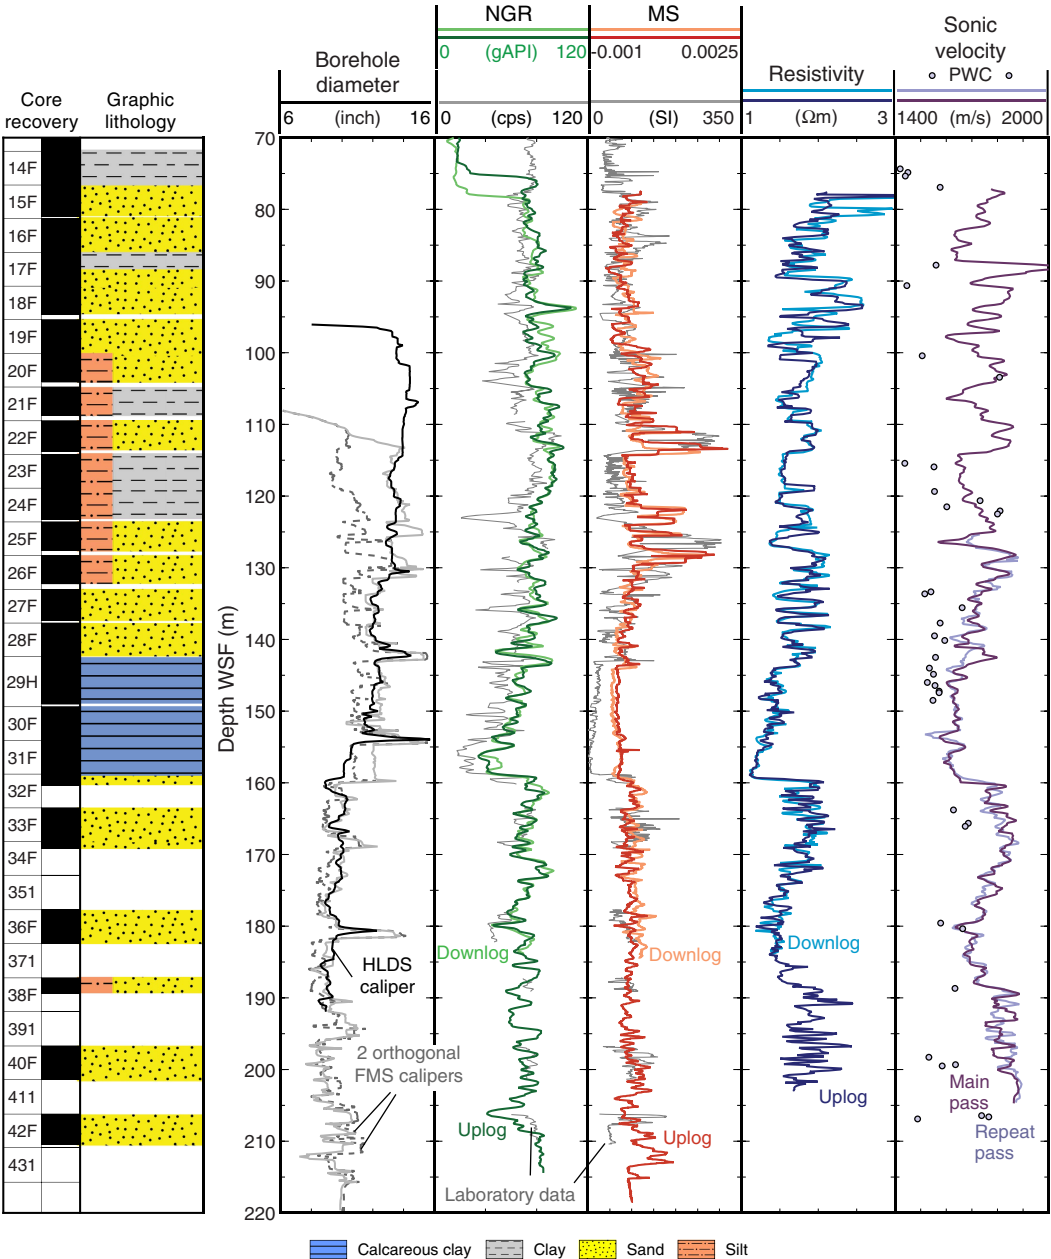 NGR
MS
Sonic
velocity
0 (gAPI) 120
-0.001 0.0025
Borehole
diameter
Resistivity
PWC
Core
recovery
Graphic
lithology
6 (inch) 16
0 (cps) 120
0 (SI) 350
1 (Ωm) 3
1400 (m/s) 2000
70
80
90
100
110
120
130
140
150
160
170
180
190
200
210
220
Depth WSF (m)
14F
15F
16F
17F
18F
19F
20F
21F
22F
23F
24F
25F
26F
27F
28F
29H
30F
31F
32F
33F
34F
351
36F
371
38F
391
40F
411
42F
431
HLDS
caliper
2 orthogonal
FMS calipers
Downlog
Uplog
Downlog
Uplog
Laboratory data
Downlog
Uplog
Main
pass
Repeat
pass
Calcareous clay
Clay
Sand
Silt